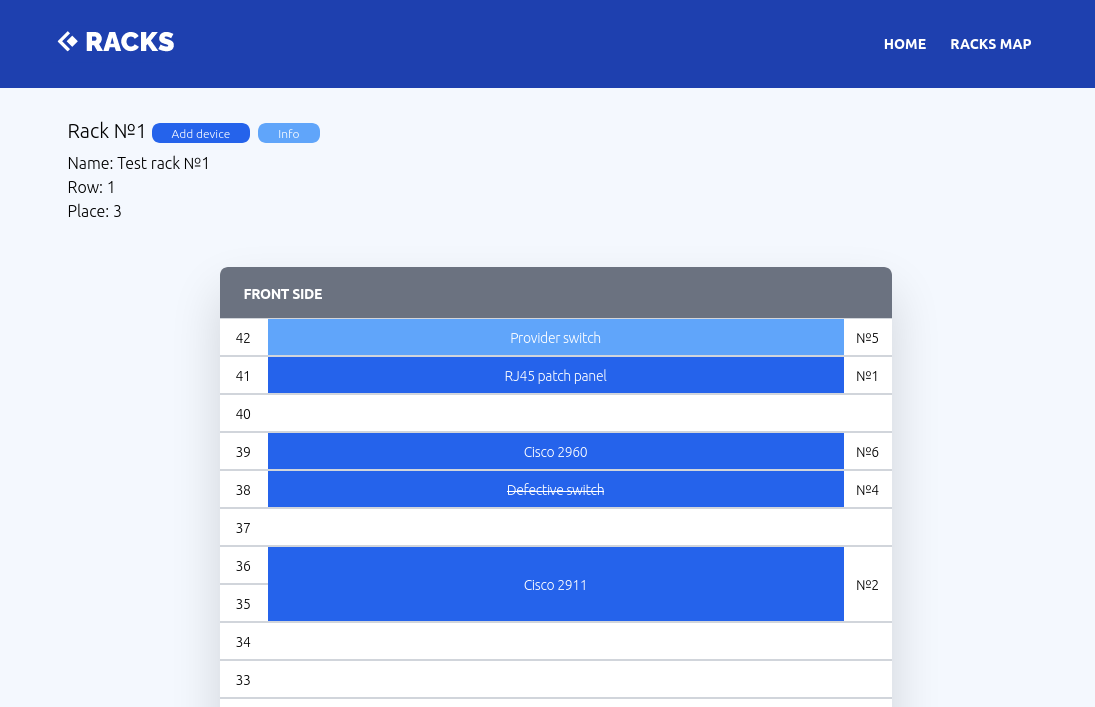 RACKS
HOME RACKS MAP
Rack №1 Add device Info
Name: Test rack №1
Row: 1
Place: 3
FRONT SIDE
42 Provider switch №5
41 RJ45 patch panel №1
40
39 Cisco 2960 №6
38 Defective switch №4
37
36
Cisco 2911 №2
35
34
33